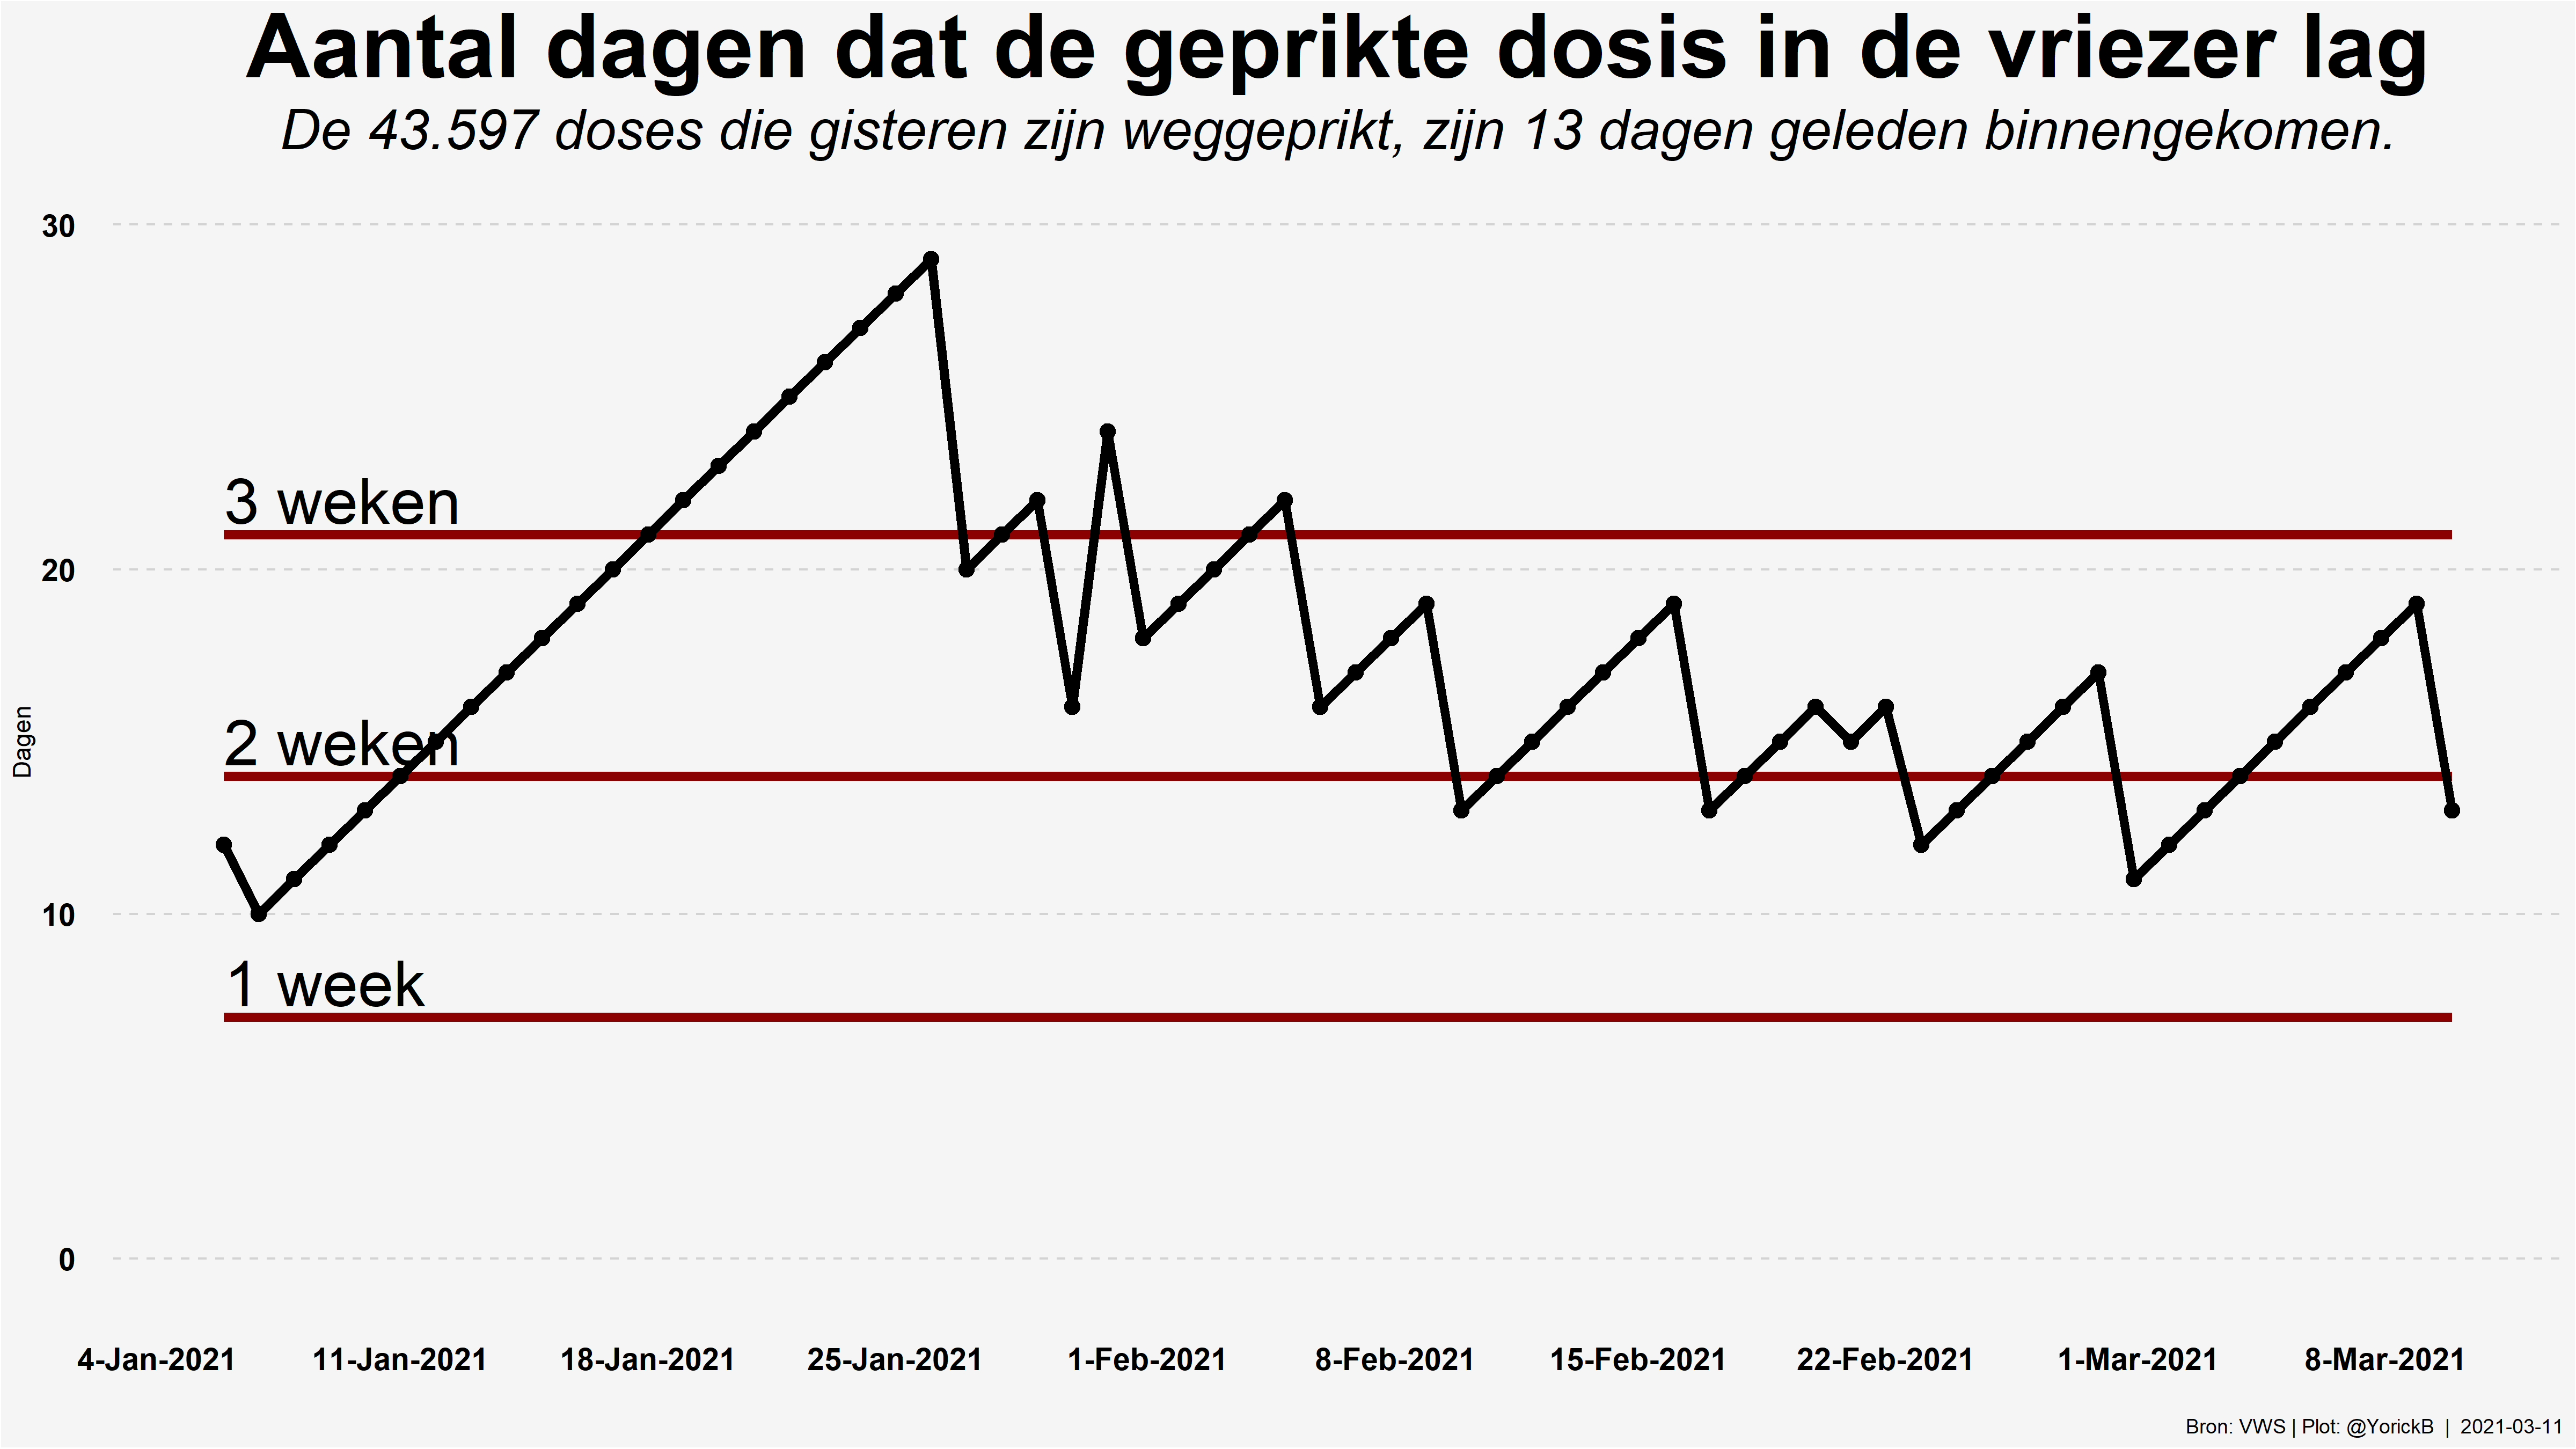 Aantal dagen dat de geprikte dosis in de vriezer lag
De 43.597 doses die gisteren zijn weggeprikt, zijn 13 dagen geleden binnengekomen.
30
3 weken
20
2 weken
Dagen
10
1 week
0
4-Jan-2021 11-Jan-2021 18-Jan-2021 25-Jan-2021 1-Feb-2021 8-Feb-2021 15-Feb-2021 22-Feb-2021 1-Mar-2021 8-Mar-2021
Bron: VWS | Plot: @YorickB | 2021-03-11